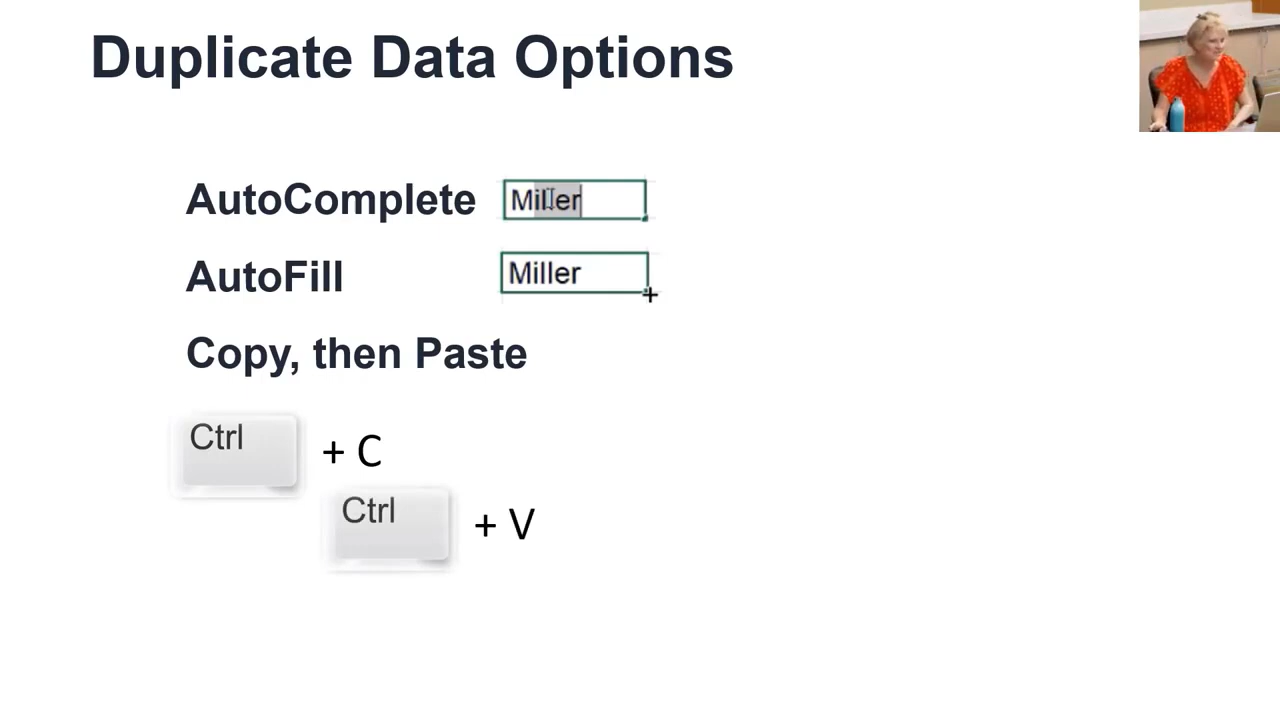 Duplicate Data Options
AutoComplete Miller
AutoFill Miller
Copy, then Paste
Ctrl + C
Ctrl + V